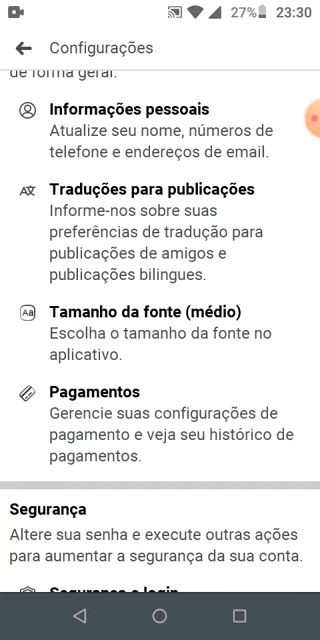 27% 23:30
Configurações
de forma geral.
Informações pessoais
Atualize seu nome, números de
telefone e endereços de email.
Traduções para publicações
Informe-nos sobre suas
preferências de tradução para
publicações de amigos e
publicações bilingues.
Aa Tamanho da fonte (médio)
Escolha o tamanho da fonte no
aplicativo.
Pagamentos
Gerencie suas configurações de
pagamento e veja seu histórico de
pagamentos.
Segurança
Altere sua senha e execute outras ações
para aumentar a segurança da sua conta.
Segurança e login